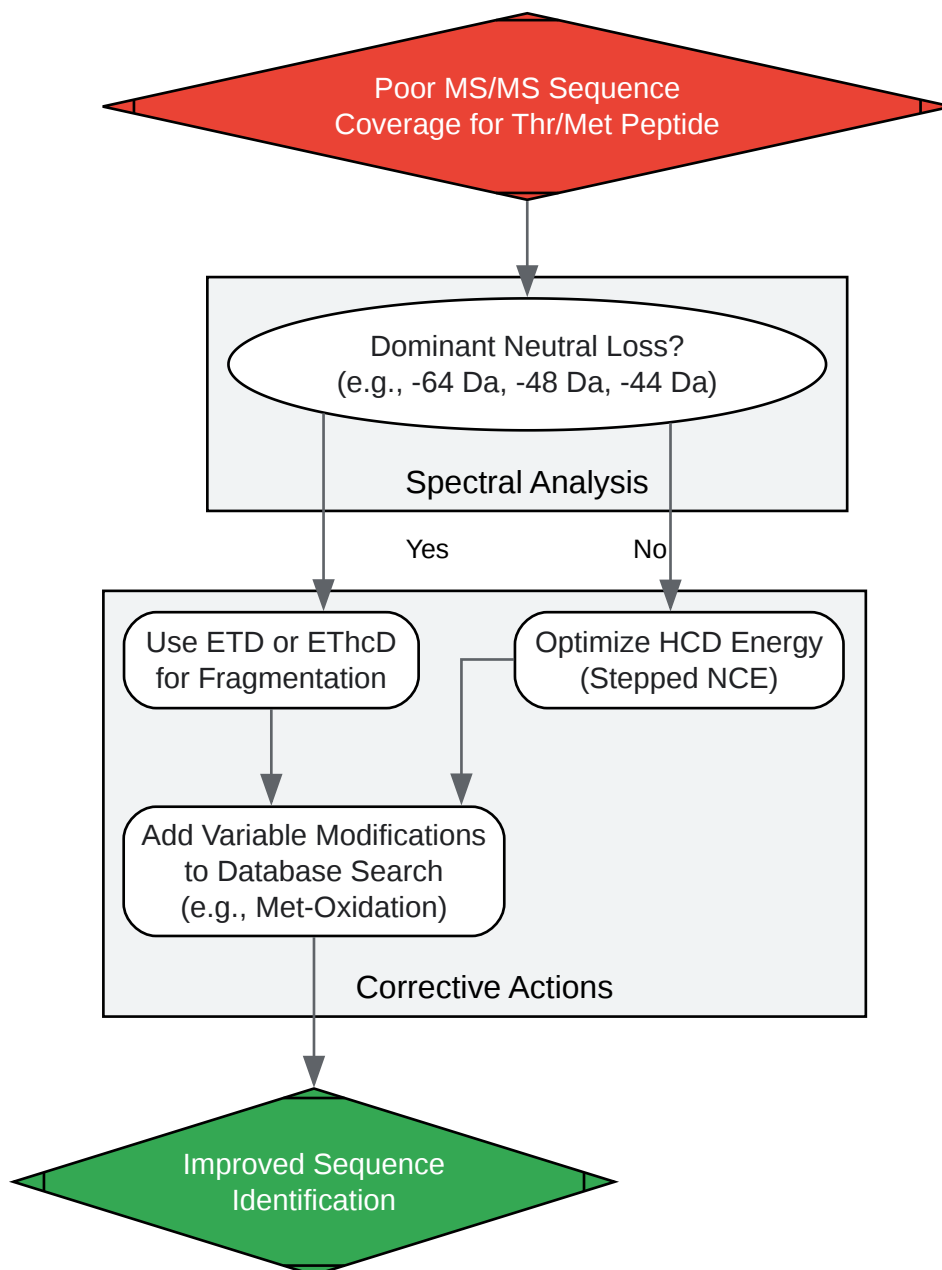 Poor MS/MS Sequence
Coverage for Thr/Met Peptide
Dominant Neutral Loss?
(e.g., -64 Da, -48 Da, -44 Da)
Spectral Analysis
Yes
No
Use ETD or EThcD
for Fragmentation
Optimize HCD Energy
(Stepped NCE)
Add Variable Modifications
to Database Search
(e.g., Met-Oxidation)
Corrective Actions
Improved Sequence
Identification